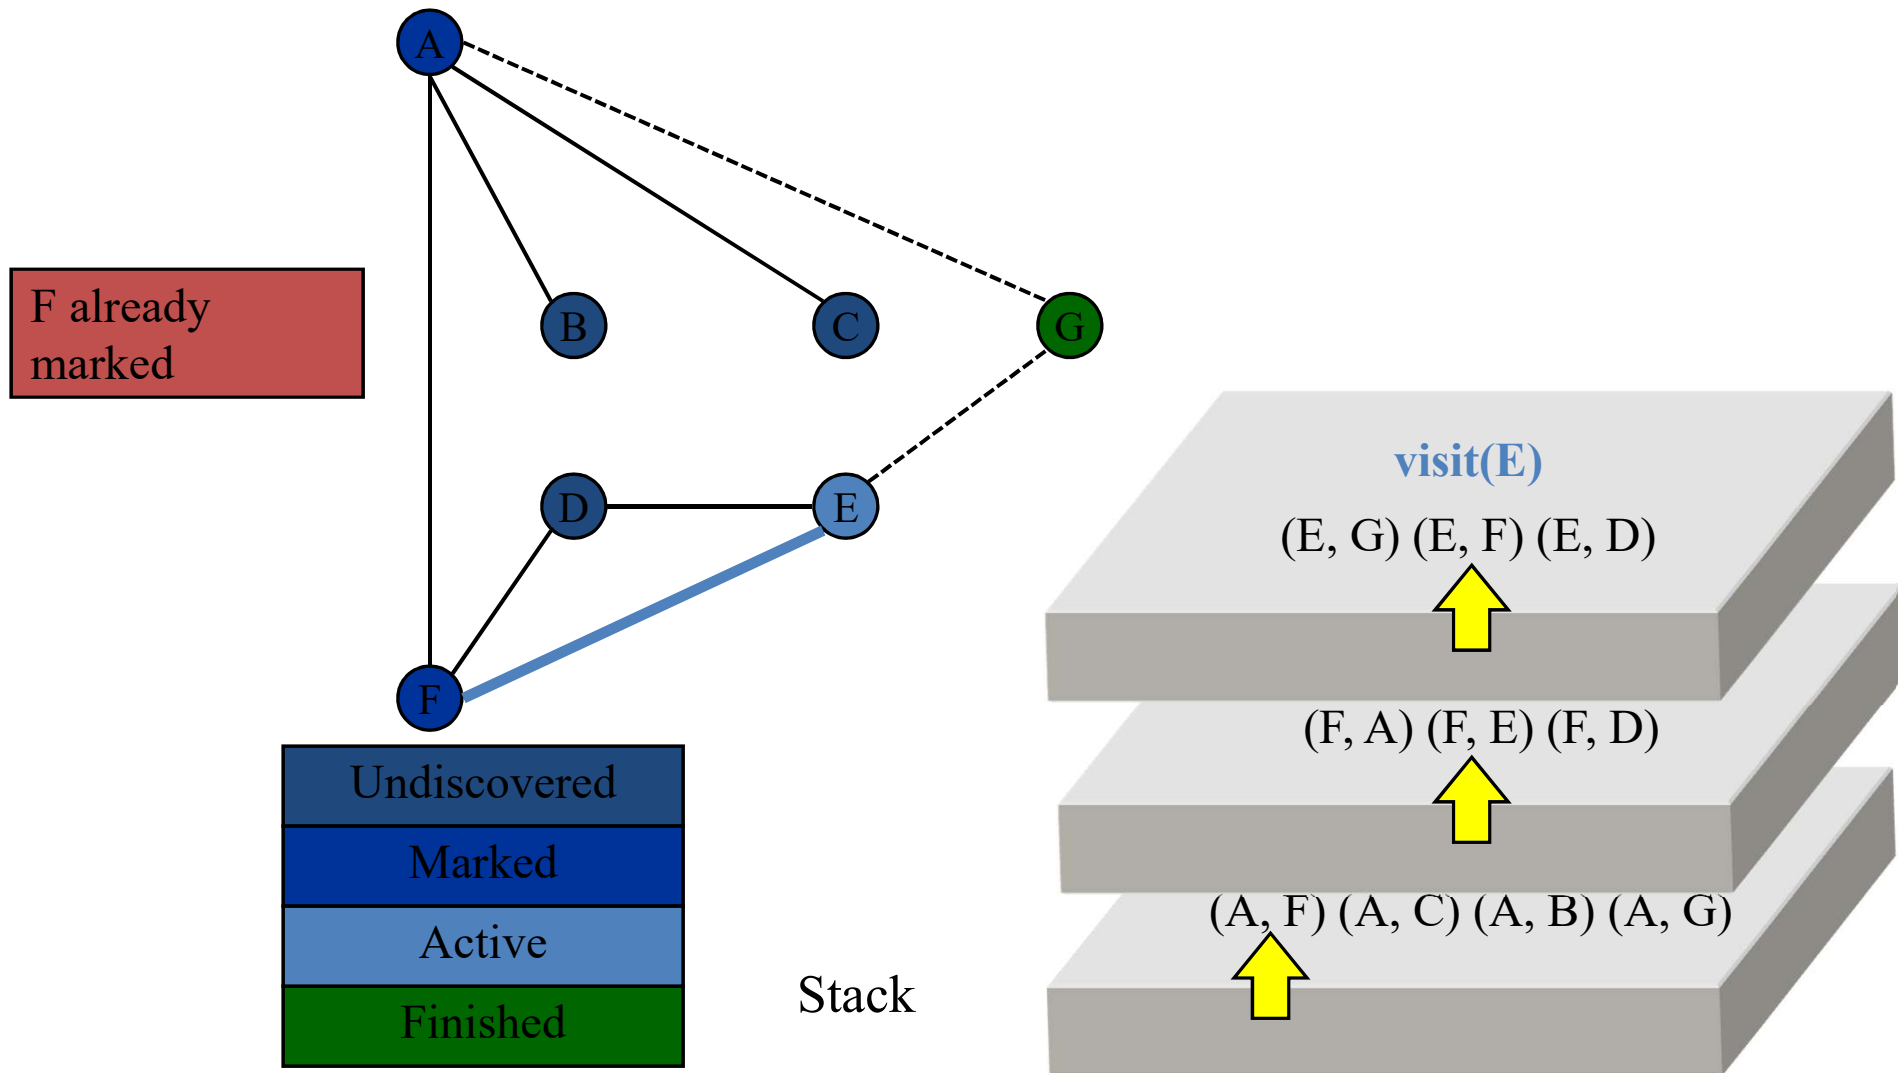 A
F already
marked
B
C
G
visit(E)
D
E
(E, G) (E, F) (E, D)
F
(F, A) (F, E) (F, D)
Undiscovered
Marked
(A, F) (A, C) (A, B) (A, G)
Active
Stack
Finished